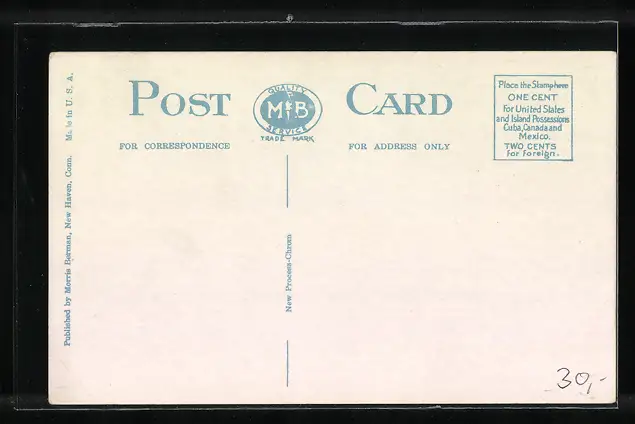 POST CARD
QUALITY
M B
SERVICE
TRADE MARK
FOR CORRESPONDENCE
FOR ADDRESS ONLY
Place the Stamp here
ONE CENT
For United States
and Island Possessions
Cuba, Canada and
Mexico.
TWO CENTS
for Foreign.
Published by Morris Berman, New Haven, Conn. Made in U. S. A.
New Process-Chrom
30,-